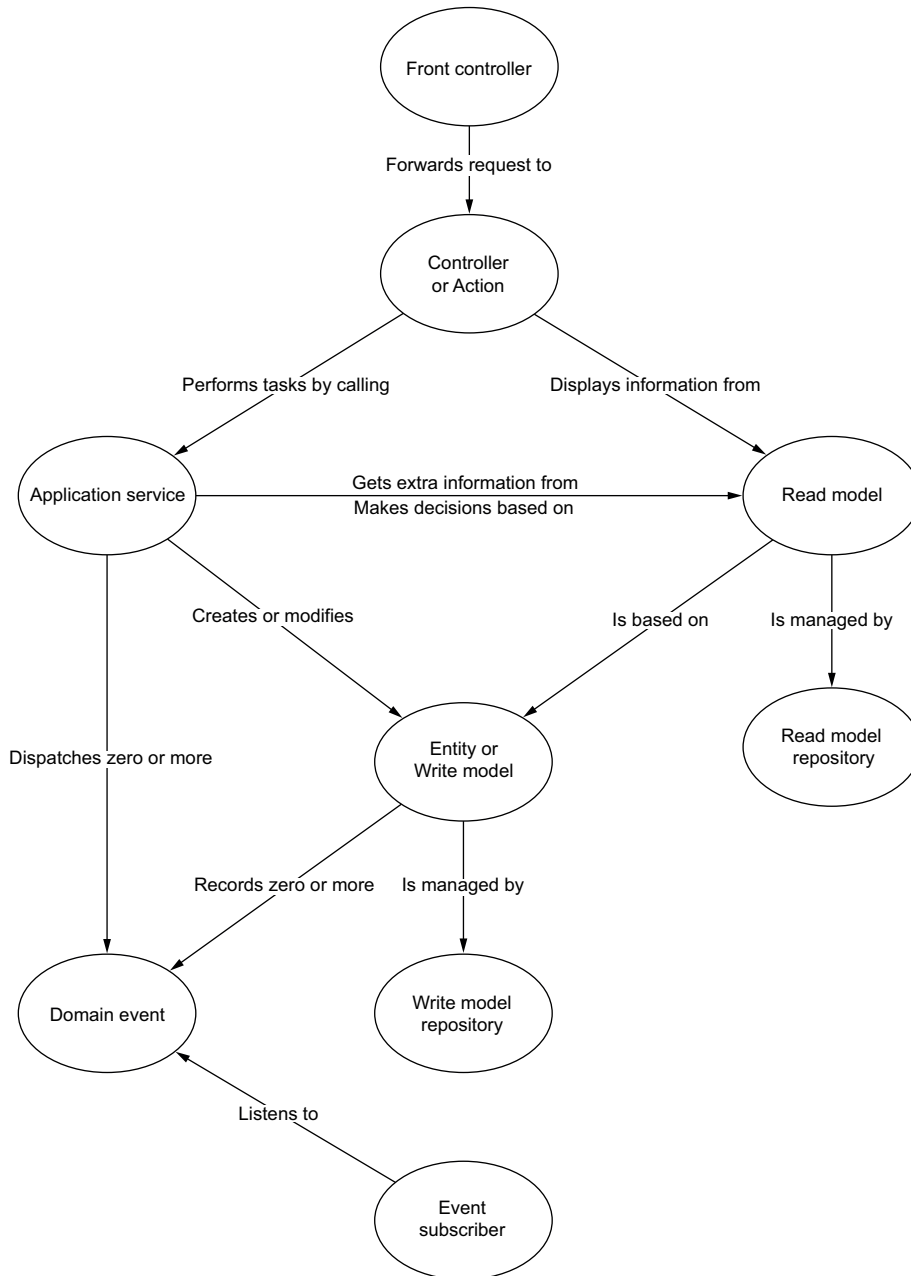 Front controller
Forwards request to
Controller
or Action
Performs tasks by calling
Displays information from
Application service
Gets extra information from
Makes decisions based on
Read model
Creates or modifies
Is based on
Is managed by
Dispatches zero or more
Entity or
Write model
Read model
repository
Records zero or more
Is managed by
Domain event
Write model
repository
Listens to
Event
subscriber